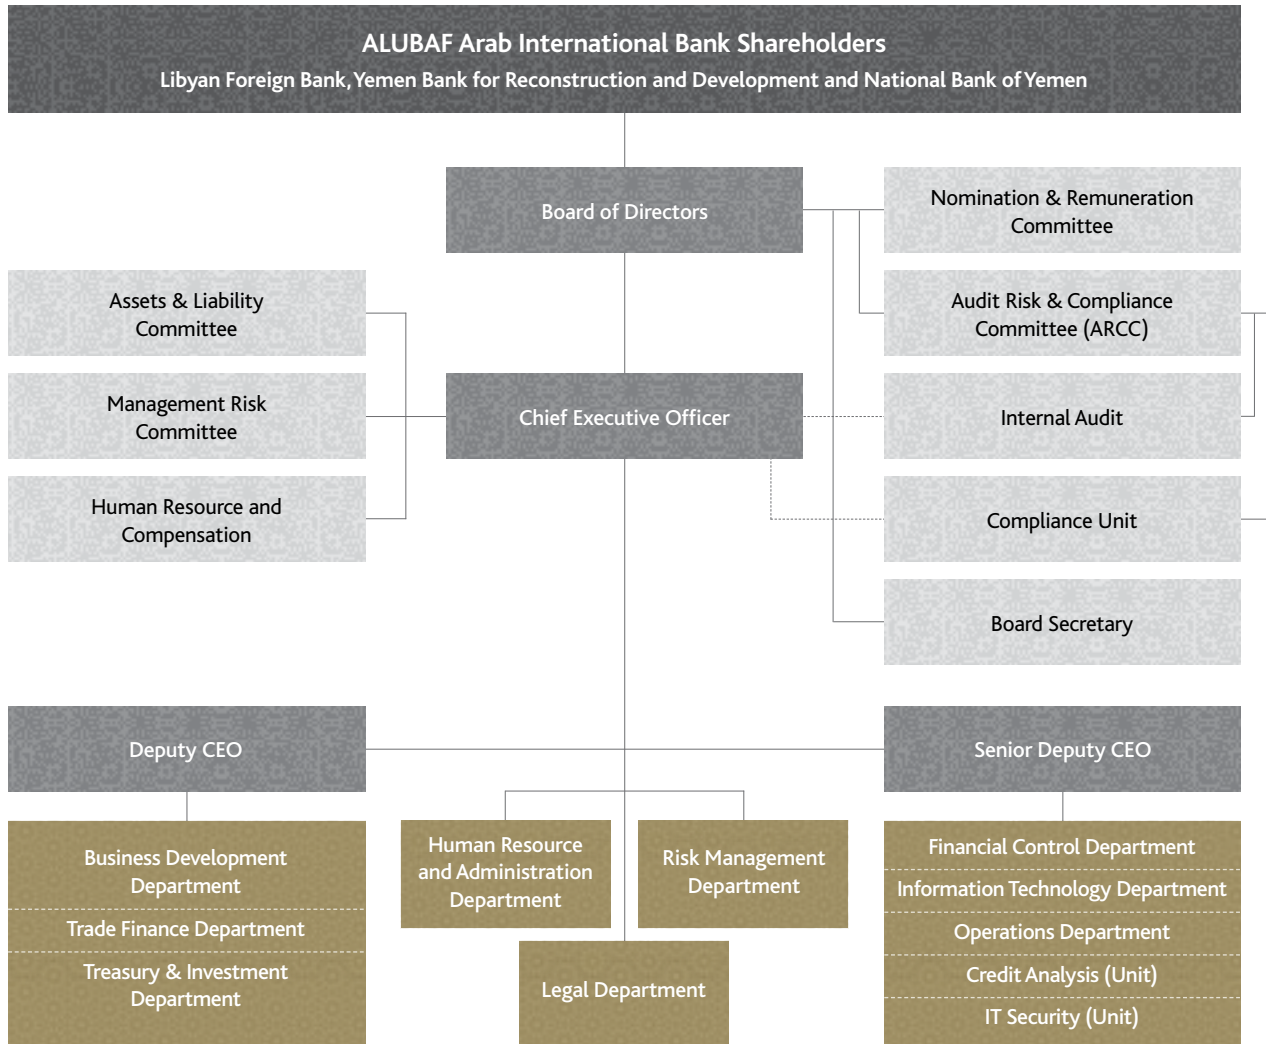 ALUBAF Arab International Bank Shareholders
Libyan Foreign Bank, Yemen Bank for Reconstruction and Development and National Bank of Yemen
Board of Directors
Nomination & Remuneration
Committee
Assets & Liability
Committee
Audit Risk & Compliance
Committee (ARCC)
Management Risk
Committee
Chief Executive Officer
Internal Audit
Human Resource and
Compensation
Compliance Unit
Board Secretary
Deputy CEO
Senior Deputy CEO
Business Development
Department
Trade Finance Department
Treasury & Investment
Department
Human Resource
and Administration
Department
Risk Management
Department
Legal Department
Financial Control Department
Information Technology Department
Operations Department
Credit Analysis (Unit)
IT Security (Unit)